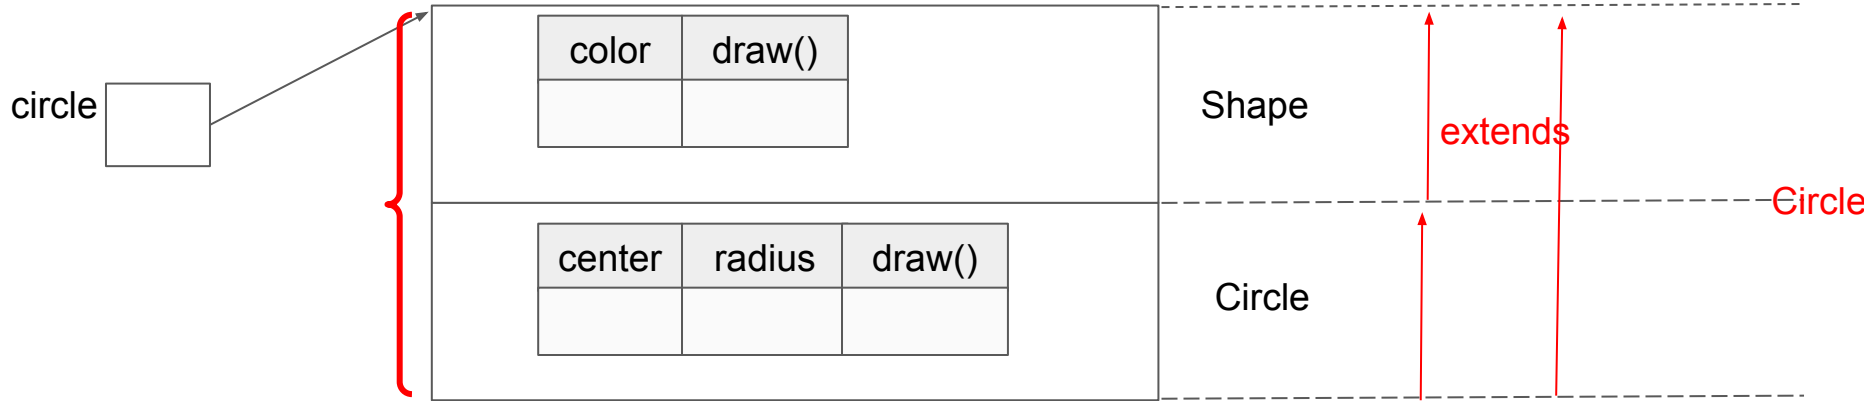 color draw()
circle
Shape
extends
Circle
center radius draw()
Circle